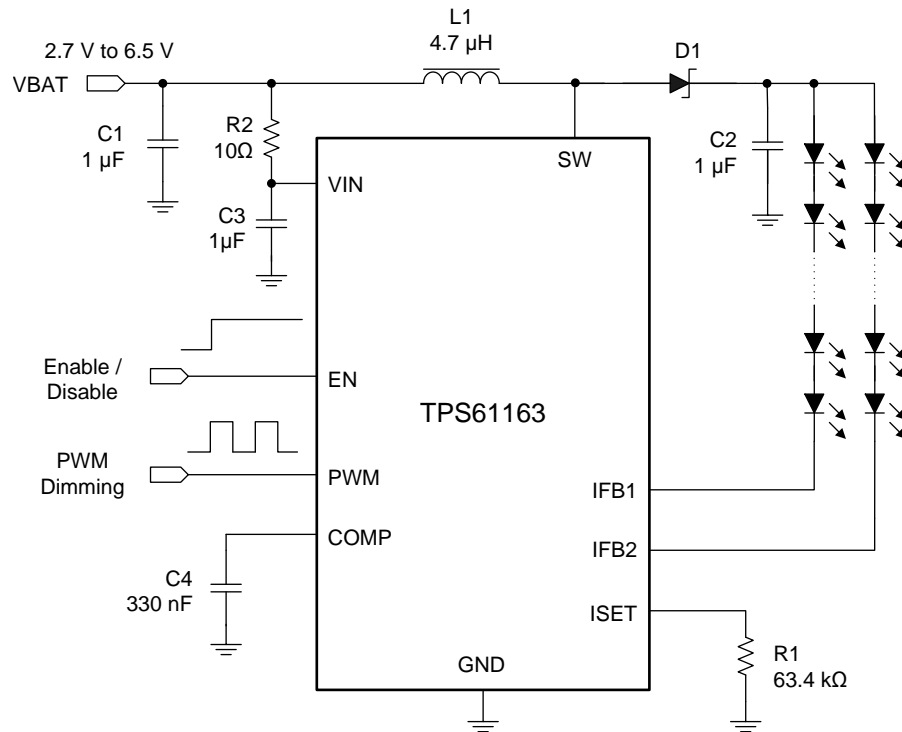 L1
4.7 µH
D1
2.7 V to 6.5 V
VBAT
C1
1 µF
R2
10Ω
C2
1 µF
SW
VIN
C3
1µF
Enable /
Disable
EN
TPS61163
PWM
Dimming
PWM
IFB1
COMP
IFB2
C4
330 nF
ISET
R1
63.4 kΩ
GND